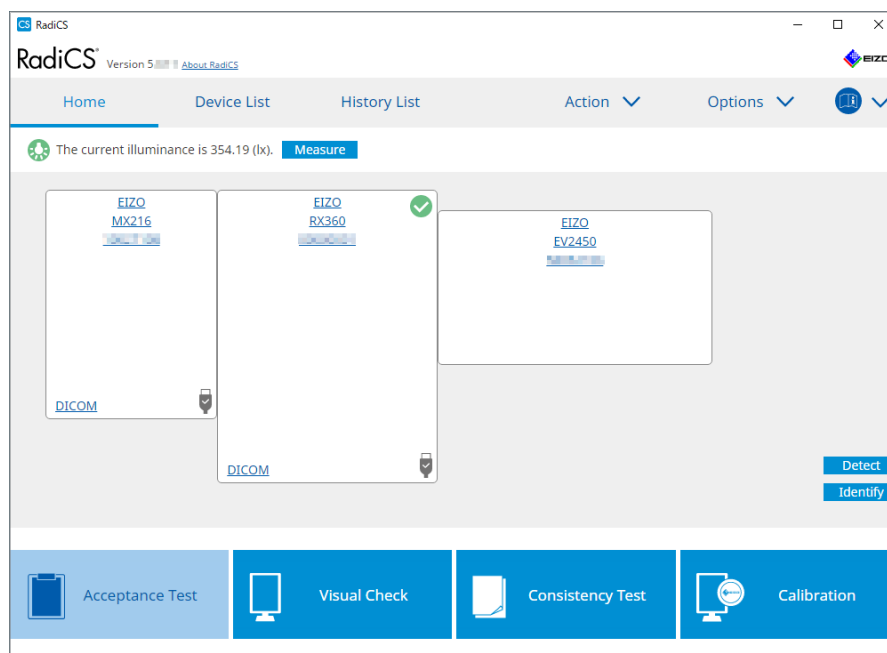 CS RadiCS
RadiCS® Version 5. About RadiCS
EIZO
Home Device List History List Action Options
The current illuminance is 354.19 (lx). Measure
EIZO
MX216
EIZO
RX360
EIZO
EV2450
DICOM
DICOM
Detect
Identify
Acceptance Test Visual Check Consistency Test Calibration